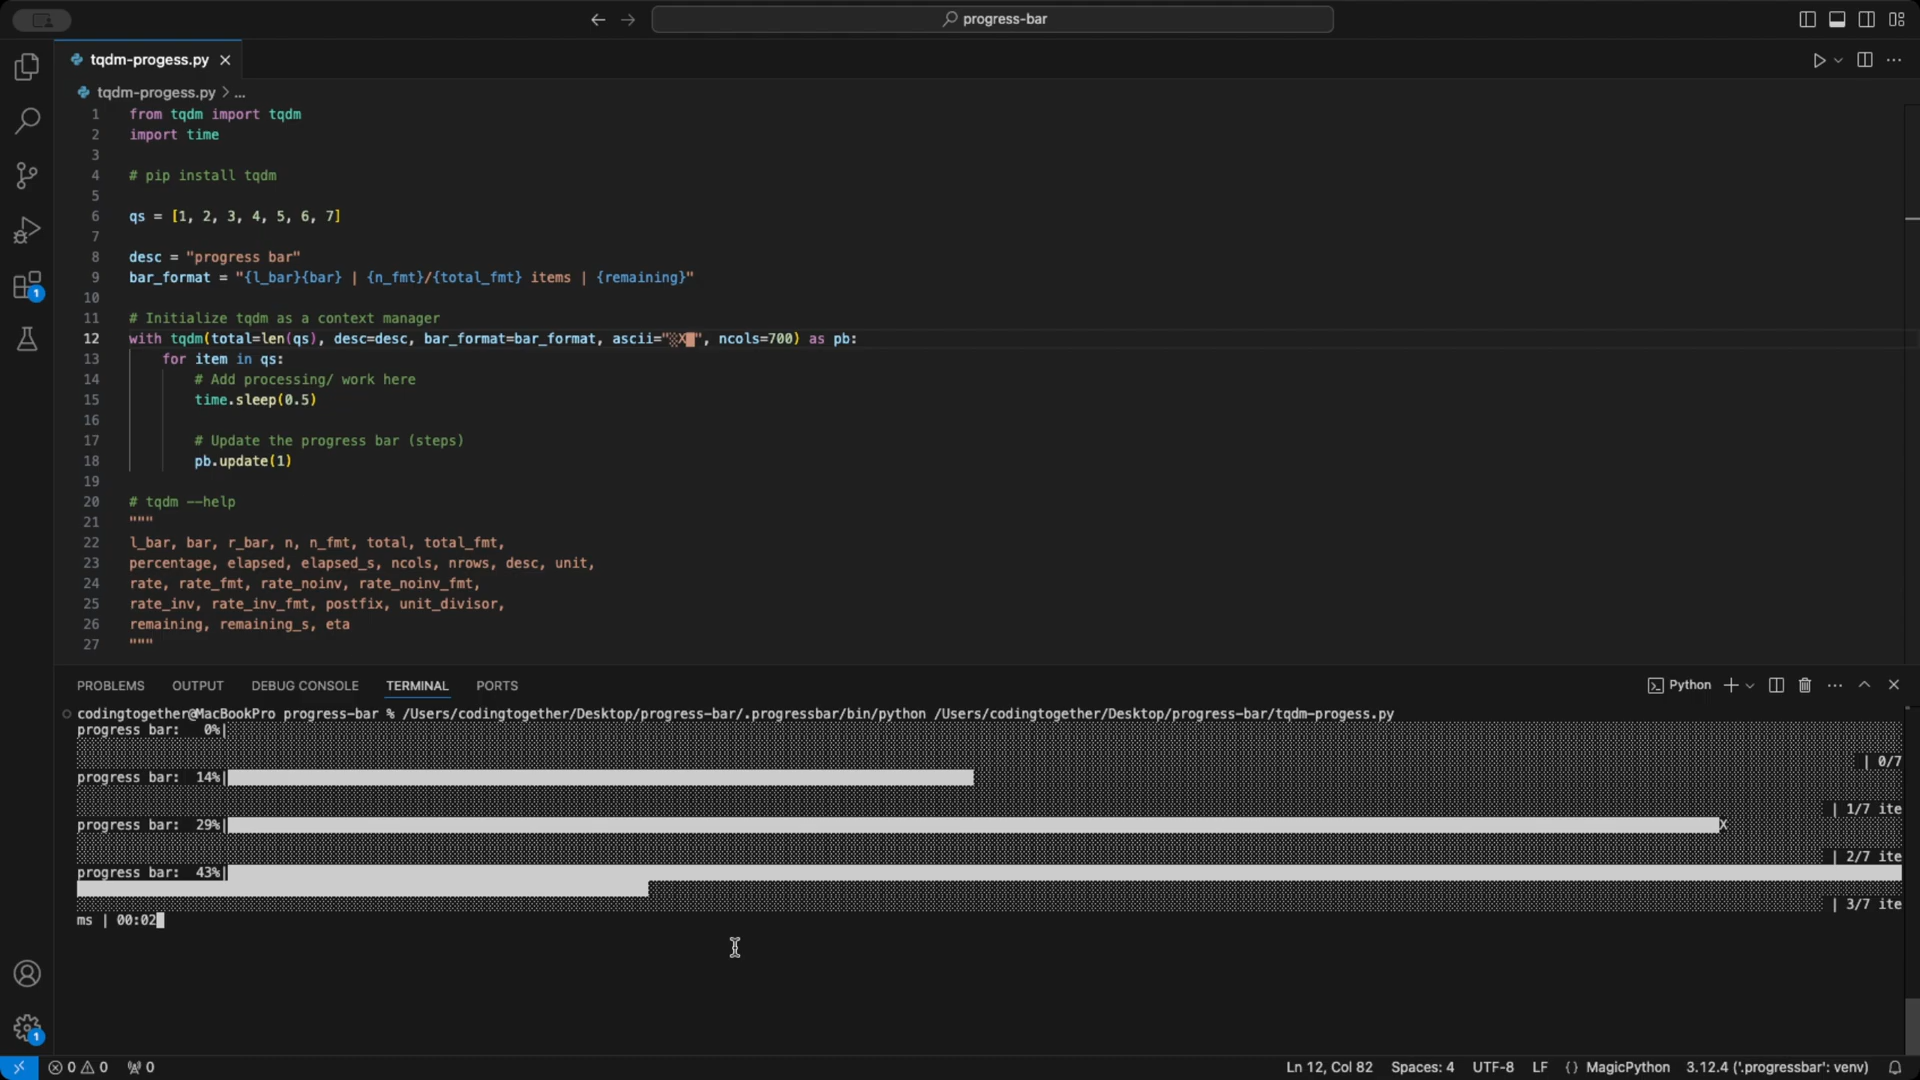 progress-bar
tqdm-progess.py
tqdm-progess.py > ...
1 from tqdm import tqdm
2 import time
3
4 # pip install tqdm
5
6 qs = [1, 2, 3, 4, 5, 6, 7]
7
8 desc = "progress bar"
9 bar_format = "{l_bar}{bar} | {n_fmt}/{total_fmt} items | {remaining}"
10
11 # Initialize tqdm as a context manager
12 with tqdm(total=len(qs), desc=desc, bar_format=bar_format, ascii="░X█", ncols=700) as pb:
13 for item in qs:
14 # Add processing/ work here
15 time.sleep(0.5)
16
17 # Update the progress bar (steps)
18 pb.update(1)
19
20 # tqdm --help
21 """
22 l_bar, bar, r_bar, n, n_fmt, total, total_fmt,
23 percentage, elapsed, elapsed_s, ncols, nrows, desc, unit,
24 rate, rate_fmt, rate_noinv, rate_noinv_fmt,
25 rate_inv, rate_inv_fmt, postfix, unit_divisor,
26 remaining, remaining_s, eta
27 """
PROBLEMS OUTPUT DEBUG CONSOLE TERMINAL PORTS Python
codingtogether@MacBookPro progress-bar % /Users/codingtogether/Desktop/progress-bar/.progressbar/bin/python /Users/codingtogether/Desktop/progress-bar/tqdm-progess.py
progress bar: 0%|
| 0/7
progress bar: 14%|
| 1/7 ite
progress bar: 29%| X
| 2/7 ite
progress bar: 43%|
| 3/7 ite
ms | 00:02
1
1
0 0 0 Ln 12, Col 82 Spaces: 4 UTF-8 LF {} MagicPython 3.12.4 ('.progressbar': venv)